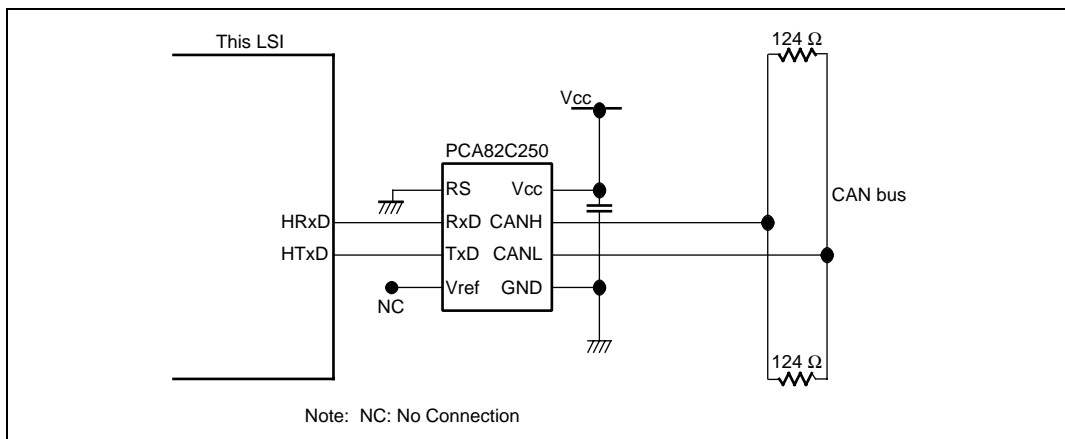 This LSI
124 Ω
Vcc
PCA82C250
RS Vcc
CAN bus
HRxD RxD CANH
HTxD TxD CANL
Vref GND
NC
124 Ω
Note: NC: No Connection